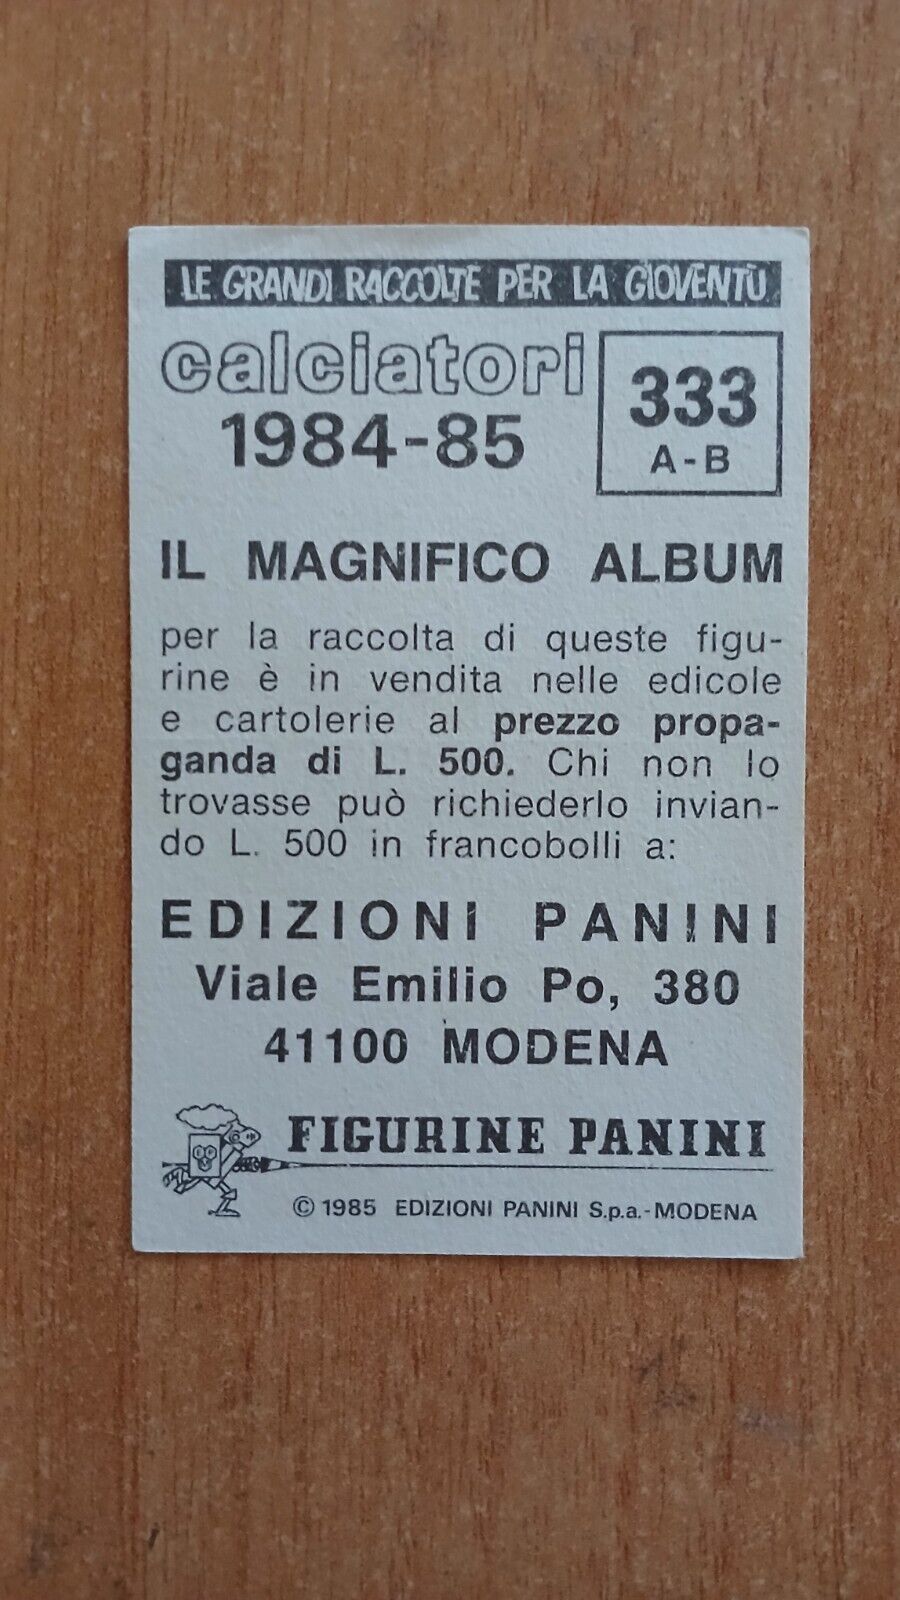 LE GRANDI RACCOLTE PER LA GIOVENTÙ
calciatori
1984-85
333
A-B
IL MAGNIFICO ALBUM
per la raccolta di queste figu-
rine è in vendita nelle edicole
e cartolerie al prezzo propa-
ganda di L. 500. Chi non lo
trovasse può richiederlo invian-
do L. 500 in francobolli a:
EDIZIONI PANINI
Viale Emilio Po, 380
41100 MODENA
FIGURINE PANINI
© 1985 EDIZIONI PANINI S.p.a.-MODENA